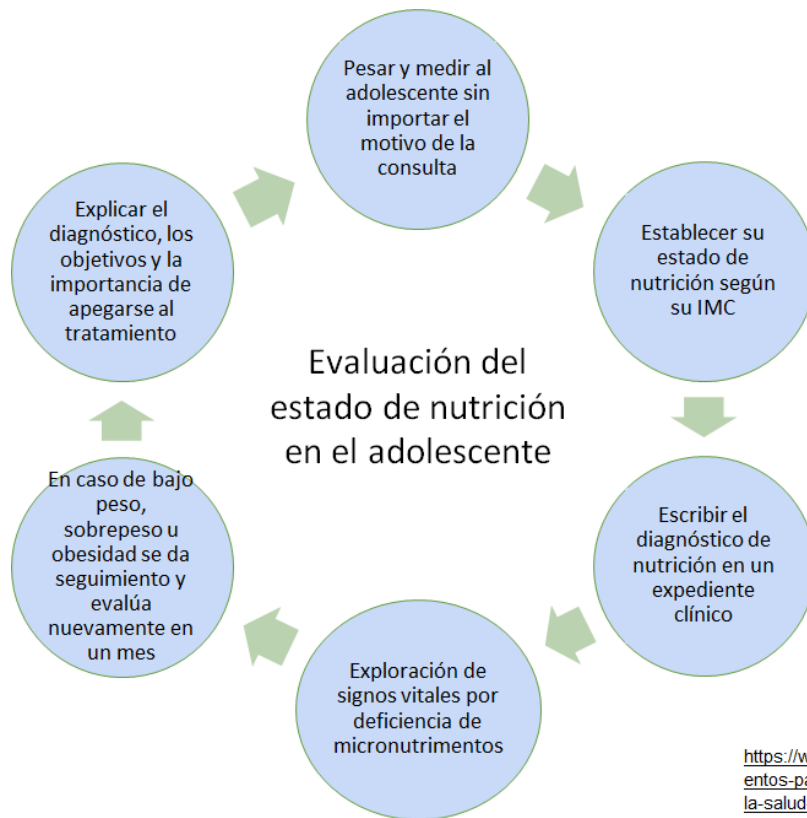 Pesar y medir al
adolescente sin
importar el
motivo de la
consulta
Establecer su
estado de
nutrición según
su IMC
Escribir el
diagnóstico de
nutrición en un
expediente
clínico
Exploración de
signos vitales por
deficiencia de
micronutrimentos
En caso de bajo
peso,
sobrepeso u
obesidad se da
seguimiento y
evalúa
nuevamente en
un mes
Explicar el
diagnóstico, los
objetivos y la
importancia de
apegarse al
tratamiento
Evaluación del
estado de nutrición
en el adolescente
https://w
entos-pa
la-salud